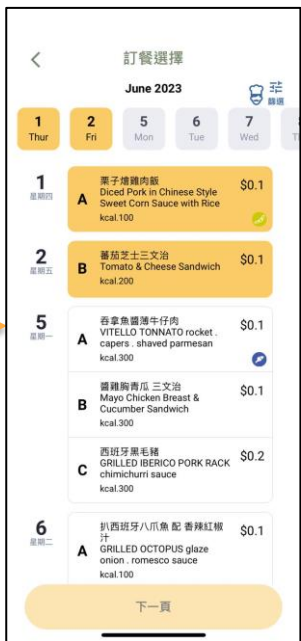 訂餐選擇
June 2023
篩選
1 2 5 6 7
Thur Fri Mon Tue Wed
1
星期四
A
栗子燴雞肉飯
Diced Pork in Chinese Style
Sweet Corn Sauce with Rice
kcal.100
$0.1
2
星期五
B
蕃茄芝士三文治
Tomato & Cheese Sandwich
kcal.200
$0.1
5
星期一
A
吞拿魚醬薄牛仔肉
VITELLO TONNATO rocket .
capers . shaved parmesan
kcal.300
$0.1
B
醬雞胸青瓜 三文治
Mayo Chicken Breast &
Cucumber Sandwich
kcal.300
$0.1
C
西班牙黑毛豬
GRILLED IBERICO PORK RACK
chimichurri sauce
kcal.300
$0.2
6
星期二
A
扒西班牙八爪魚 配 香辣紅椒
汁
GRILLED OCTOPUS glaze
onion . romesco sauce
kcal.100
$0.1
下一頁